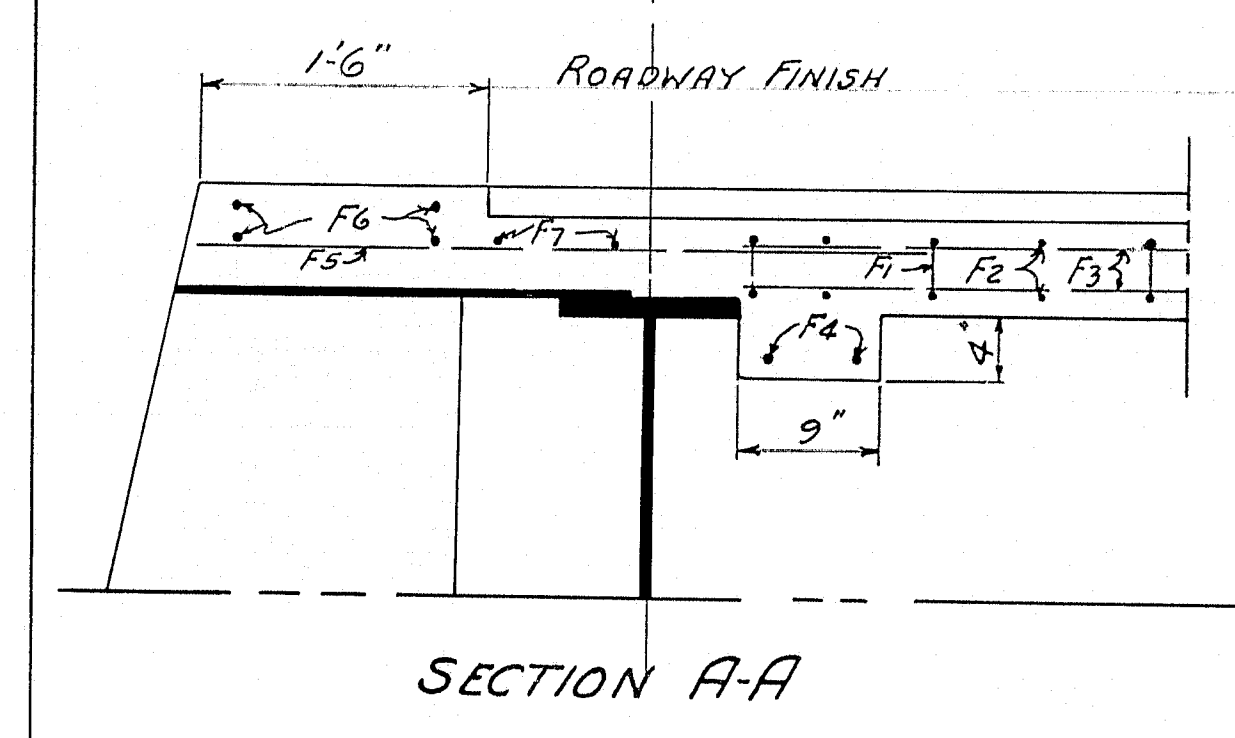 1'-6"
ROADWAY FINISH
F6
F7
F5
F1
F2
F3
F4
4"
9"
SECTION A-A